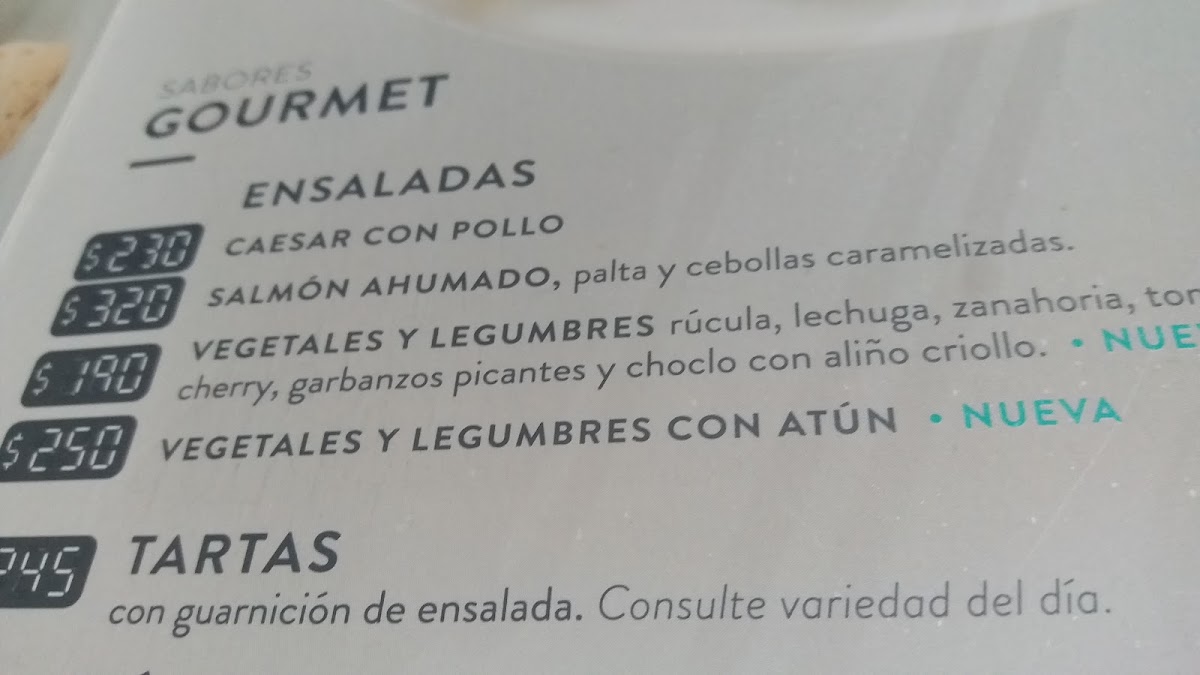 SABORES
GOURMET
ENSALADAS
$230 CAESAR CON POLLO
$320 SALMÓN AHUMADO, palta y cebollas caramelizadas.
$190 VEGETALES Y LEGUMBRES rúcula, lechuga, zanahoria,
cherry, garbanzos picantes y choclo con aliño criollo. •
$250 VEGETALES Y LEGUMBRES CON ATÚN • NUEVA
TARTAS
con guarnición de ensalada. Consulte variedad del día.